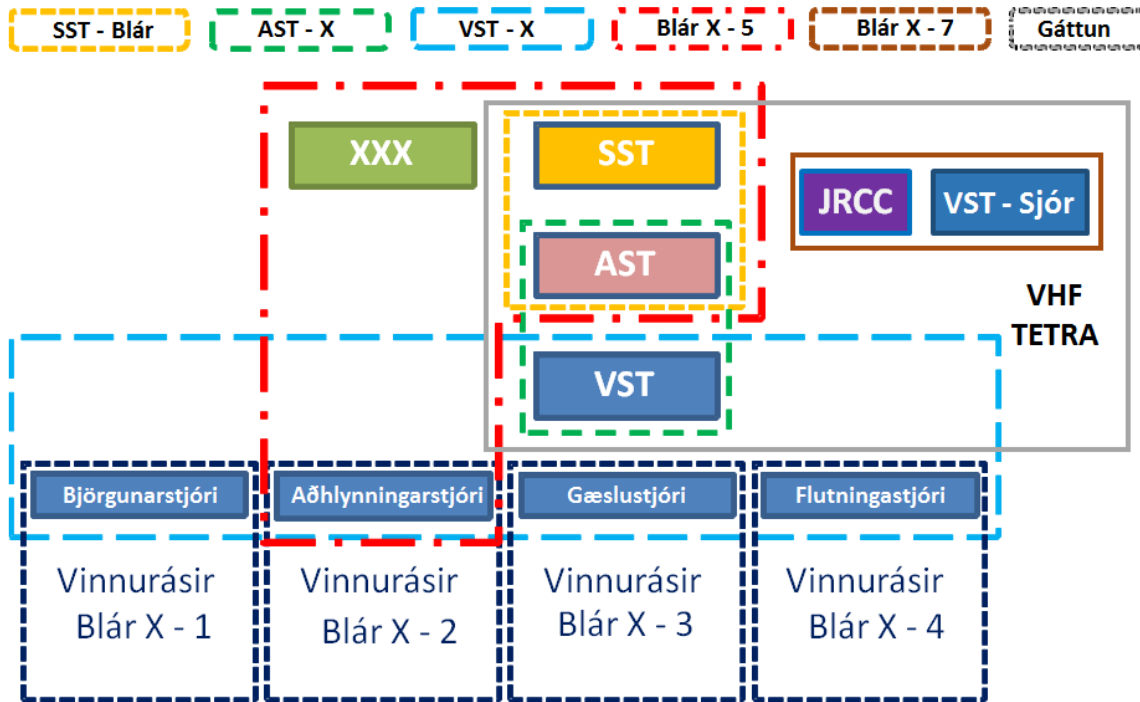 SST - Blár
AST - X
VST - X
Blár X - 5
Blár X - 7
Gáttun
XXX
SST
JRCC
VST - Sjór
AST
VHF
TETRA
VST
Björgunarstjóri
Aðhlynningarstjóri
Gæslustjóri
Flutningastjóri
Vinnurásir
Blár X - 1
Vinnurásir
Blár X - 2
Vinnurásir
Blár X - 3
Vinnurásir
Blár X - 4